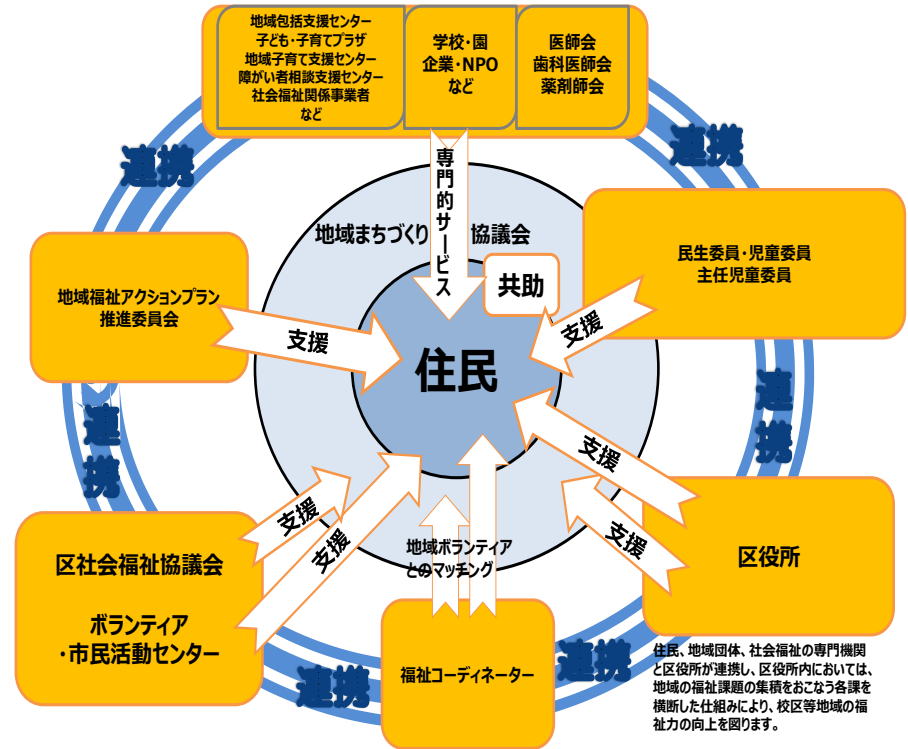 地域包括支援センター
子ども・子育てプラザ
地域子育て支援センター
障がい者相談支援センター
社会福祉関係事業者
など
学校・園
企業・NPO
など
医師会
歯科医師会
薬剤師会
連携
連携
専門的サービス
地域まちづくり
協議会
共助
民生委員・児童委員
主任児童委員
地域福祉アクションプラン
推進委員会
支援
支援
住民
連携
連携
支援
支援
支援
支援
区社会福祉協議会
ボランティア
・市民活動センター
地域ボランティア
とのマッチング
区役所
福祉コーディネーター
連携
連携
住民、地域団体、社会福祉の専門機関
と区役所が連携し、区役所内においては、
地域の福祉課題の集積をおこなう各課を
横断した仕組みにより、校区等地域の福
祉力の向上を図ります。